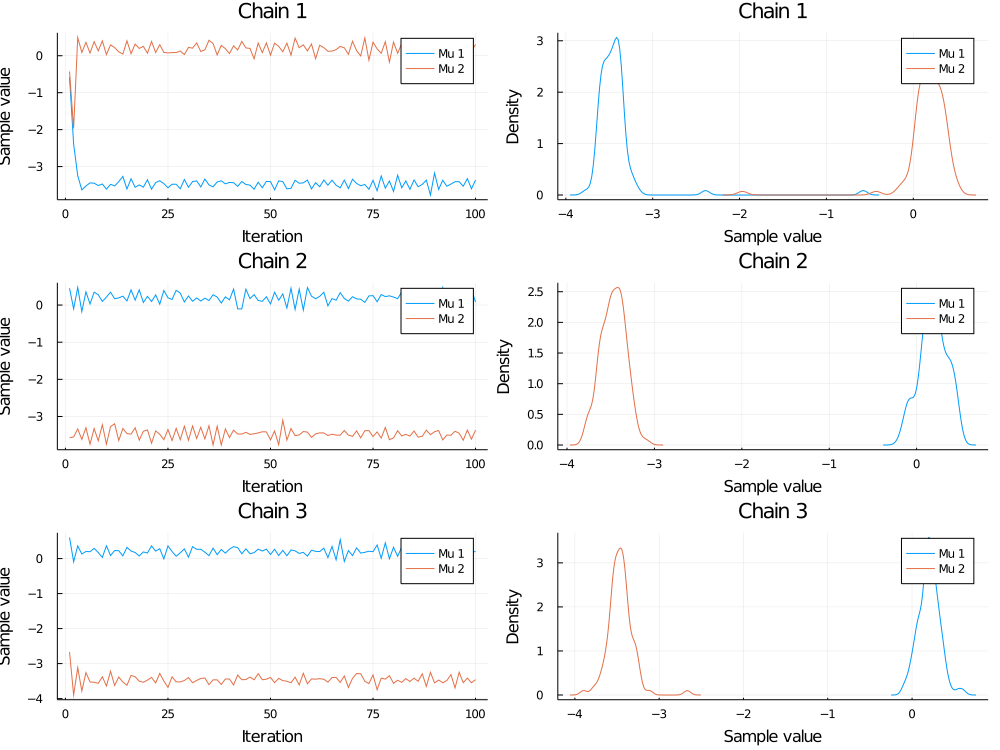 Chain 1
Sample value
0
−1
−2
−3
0
25
50
75
100
Iteration
Mu 1
Mu 2
Chain 1
Density
3
2
1
0
−4
−3
−2
−1
0
Sample value
Mu 1
Mu 2
Chain 2
Sample value
0
−1
−2
−3
0
25
50
75
100
Iteration
Mu 1
Mu 2
Chain 2
Density
2.5
2.0
1.5
1.0
0.5
0.0
−4
−3
−2
−1
0
Sample value
Mu 1
Mu 2
Chain 3
Sample value
0
−1
−2
−3
−4
0
25
50
75
100
Iteration
Mu 1
Mu 2
Chain 3
Density
3
2
1
0
−4
−3
−2
−1
0
Sample value
Mu 1
Mu 2